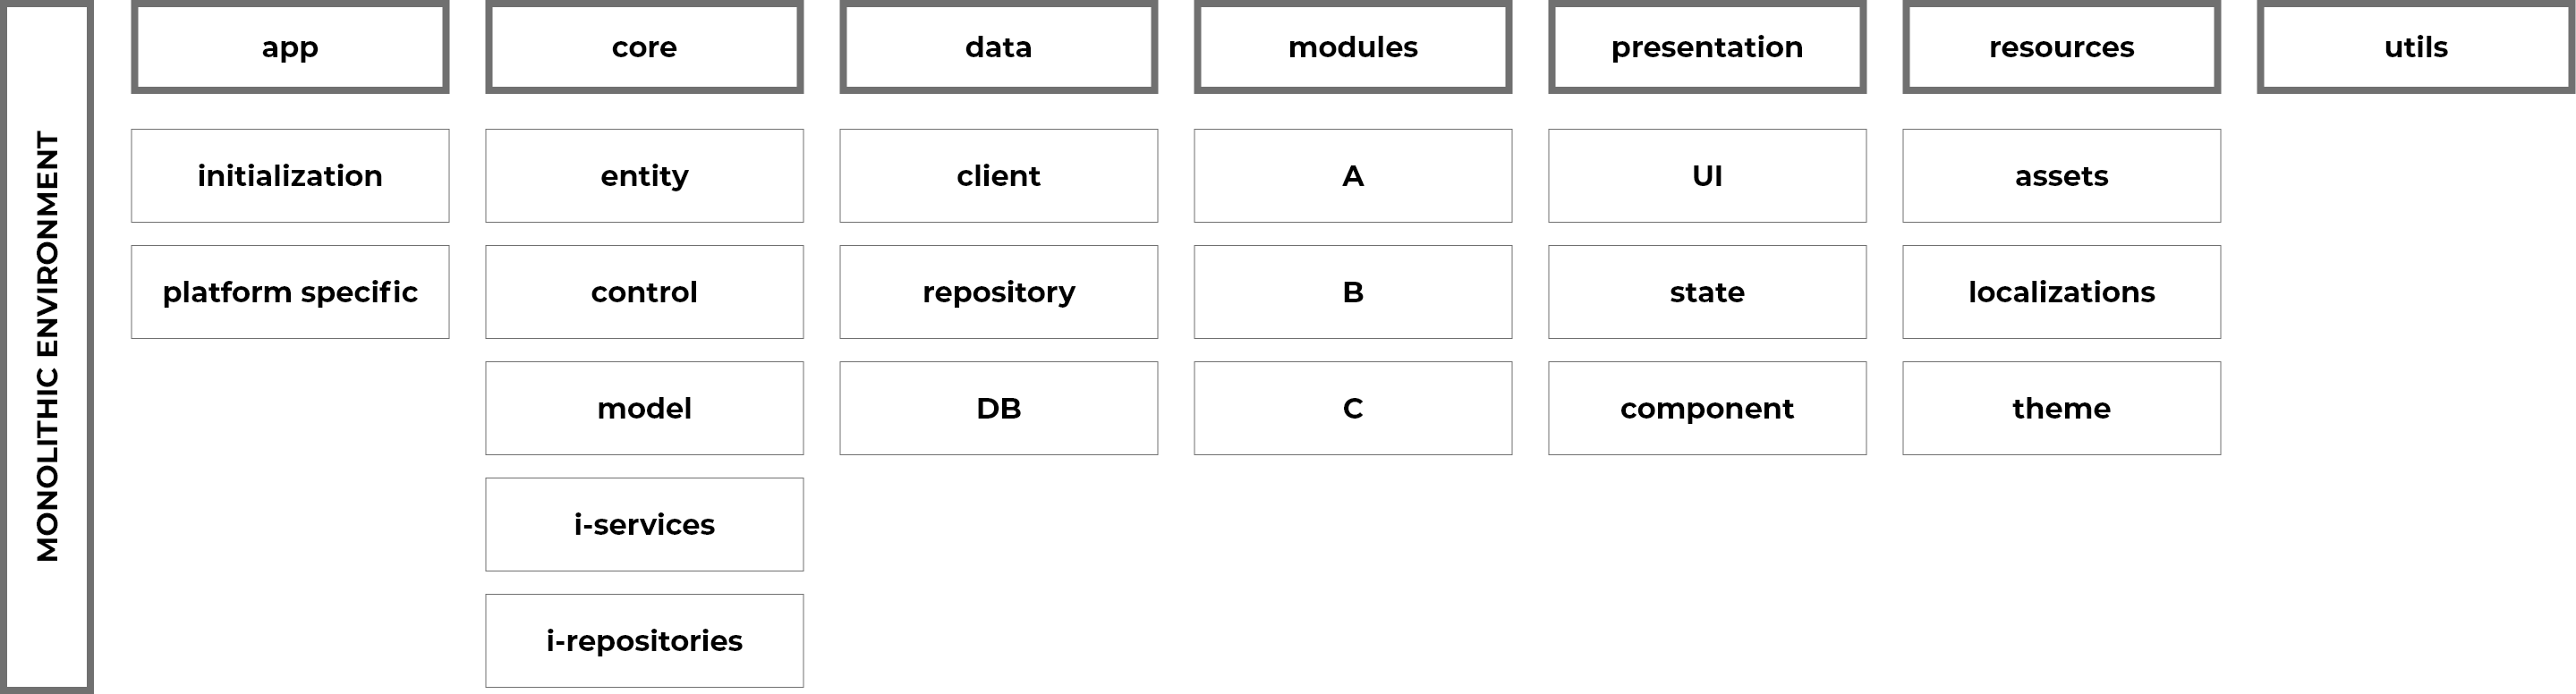 MONOLITHIC ENVIRONMENT
app
core
data
modules
presentation
resources
utils
initialization
entity
client
A
UI
assets
platform specific
control
repository
B
state
localizations
model
DB
C
component
theme
i-services
i-repositories